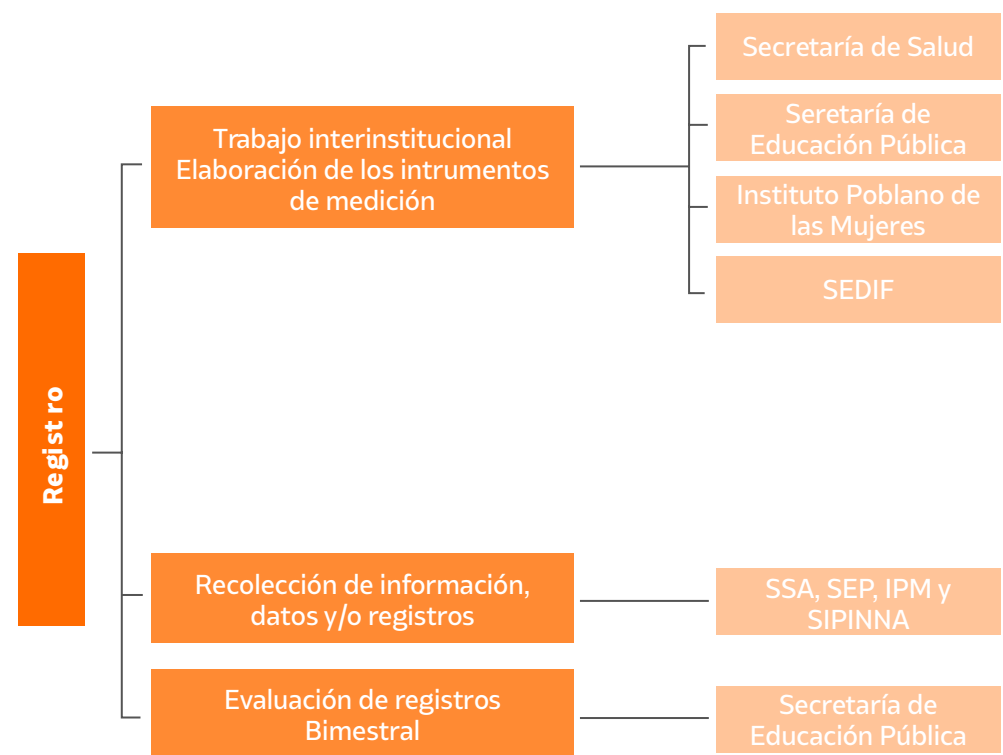 Registro
Trabajo interinstitucional
Elaboración de los intrumentos
de medición
Secretaría de Salud
Seretaría de
Educación Pública
Instituto Poblano de
las Mujeres
SEDIF
Recolección de información,
datos y/o registros
SSA, SEP, IPM y
SIPINNA
Evaluación de registros
Bimestral
Secretaría de
Educación Pública